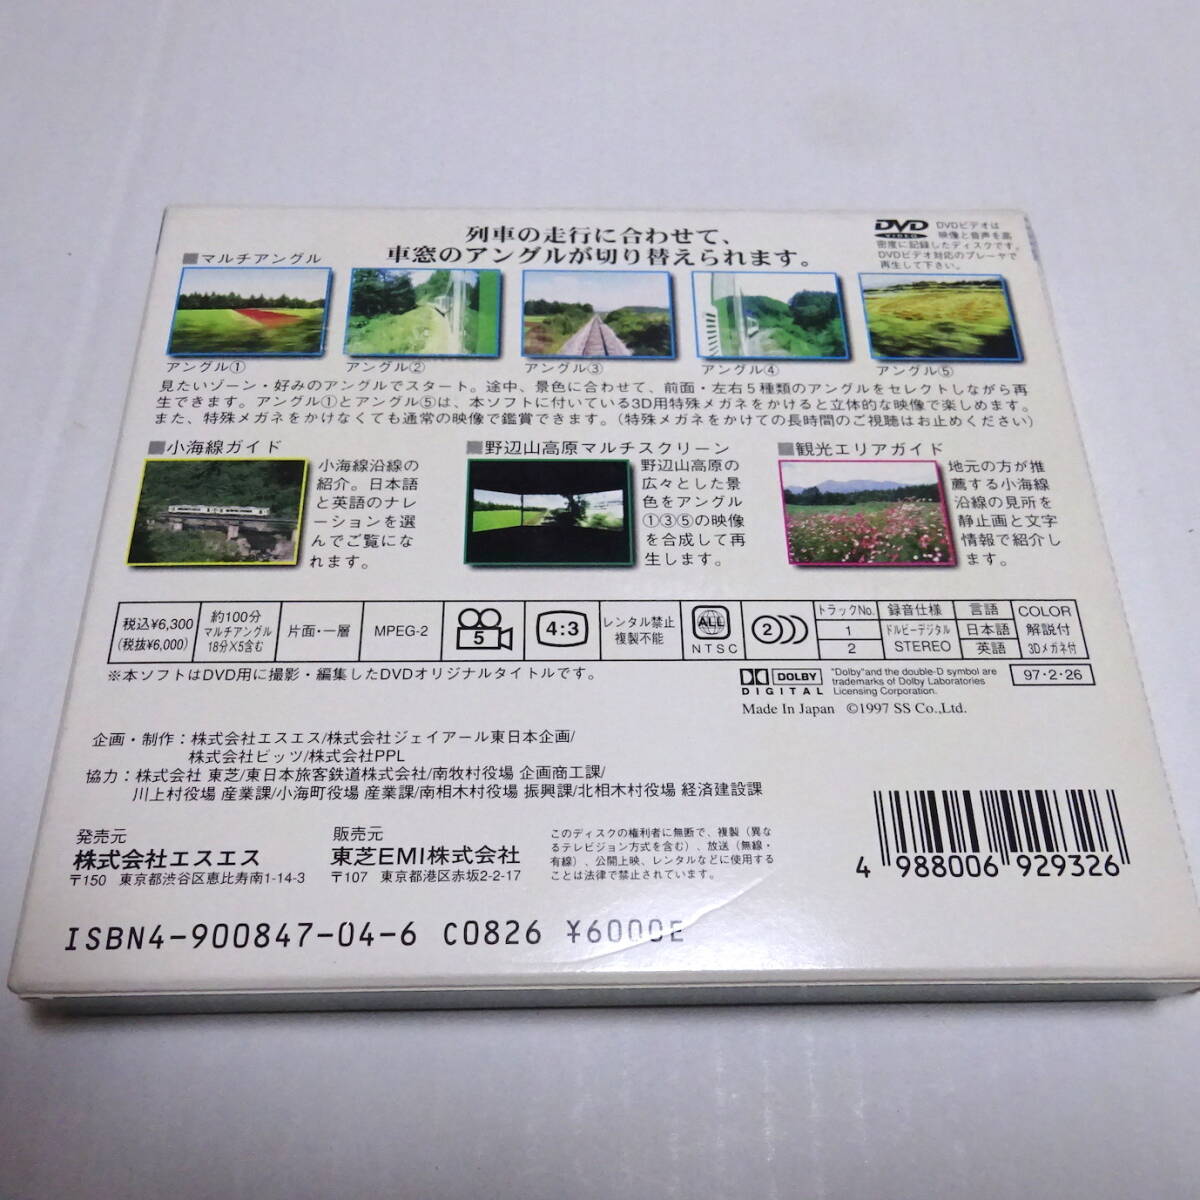 列車の走行に合わせて、
車窓のアングルが切り替えられます。
DVD
VIDEO
DVDビデオは
映像と音声を高
密度に記録したディスクです。
DVDビデオ対応のプレーヤで
再生して下さい。
■マルチアングル
アングル①
アングル②
アングル③
アングル④
アングル⑤
見たいゾーン・好みのアングルでスタート。途中、景色に合わせて、前面・左右5種類のアングルをセレクトしながら再
生できます。アングル①とアングル⑤は、本ソフトに付いている3D用特殊メガネをかけると立体的な映像で楽しめます。
また、特殊メガネをかけなくても通常の映像で鑑賞できます。（特殊メガネをかけての長時間のご視聴はお止めください）
■小海線ガイド
小海線沿線の
紹介。日本語
と英語のナレ
ーションを選
んでご覧にな
れます。
■野辺山高原マルチスクリーン
野辺山高原の
広々とした景
色をアングル
①③⑤の映像
を合成して再
生します。
■観光エリアガイド
地元の方が推
薦する小海線
沿線の見所を
静止画と文字
情報で紹介し
ます。
税込¥6,300
(税抜¥6,000)
約100分
マルチアングル
18分×5含む
片面・一層
MPEG-2
5
4:3
レンタル禁止
複製不能
ALL
NTSC
2
トラックNo. 録音仕様 言語 COLOR
1 ドルビーデジタル 日本語 解説付
2 STEREO 英語 3Dメガネ付
※本ソフトはDVD用に撮影・編集したDVDオリジナルタイトルです。
DOLBY
DIGITAL
"Dolby"and the double-D symbol are
trademarks of Dolby Laboratories
Licensing Corporation.
97・2・26
Made In Japan ©1997 SS Co.,Ltd.
企画・制作：株式会社エスエス/株式会社ジェイアール東日本企画/
株式会社ビッツ/株式会社PPL
協力：株式会社 東芝/東日本旅客鉄道株式会社/南牧村役場 企画商工課/
川上村役場 産業課/小海町役場 産業課/南相木村役場 振興課/北相木村役場 経済建設課
発売元
株式会社エスエス
〒150 東京都渋谷区恵比寿南1-14-3
販売元
東芝EMI株式会社
〒107 東京都港区赤坂2-2-17
このディスクの権利者に無断で、複製（異な
るテレビジョン方式を含む）、放送（無線・
有線）、公開上映、レンタルなどに使用する
ことは法律で禁止されています。
4 988006 929326
ISBN4-900847-04-6 C0826 ¥6000E